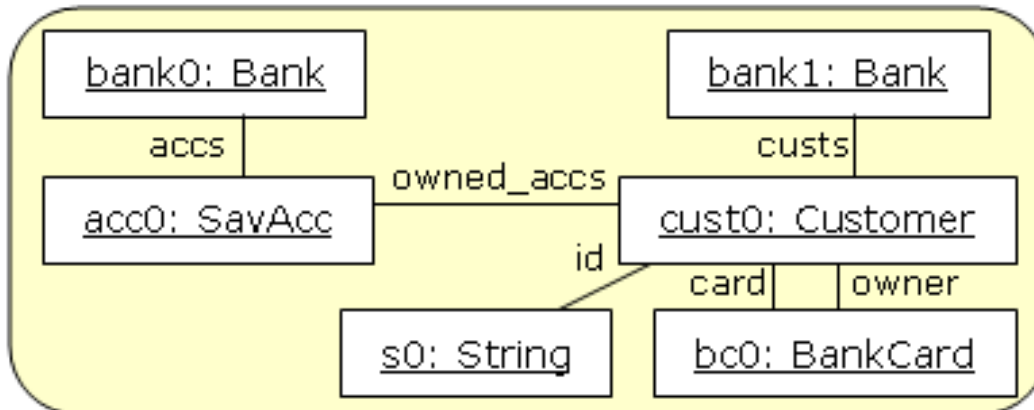 bank0: Bank
bank1: Bank
accs
custs
owned_accs
acc0: SavAcc
cust0: Customer
id
card
owner
s0: String
bc0: BankCard